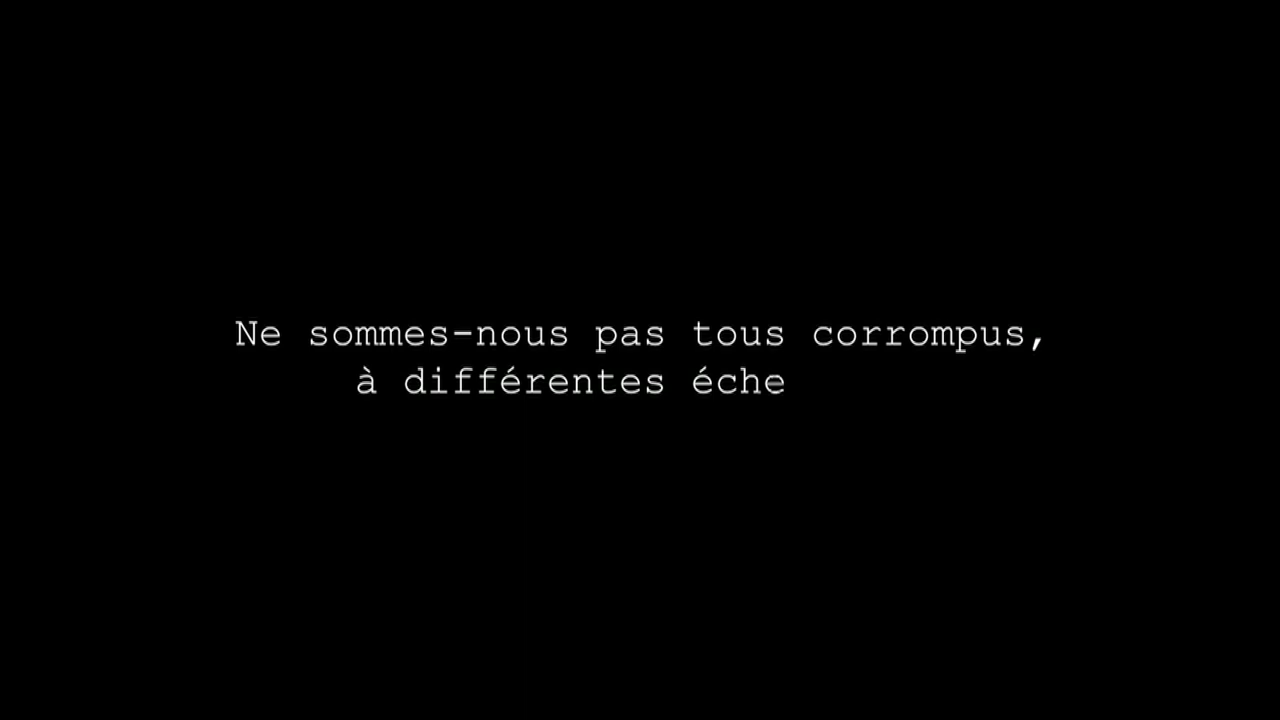 Ne sommes-nous pas tous corrompus,
à différentes éche